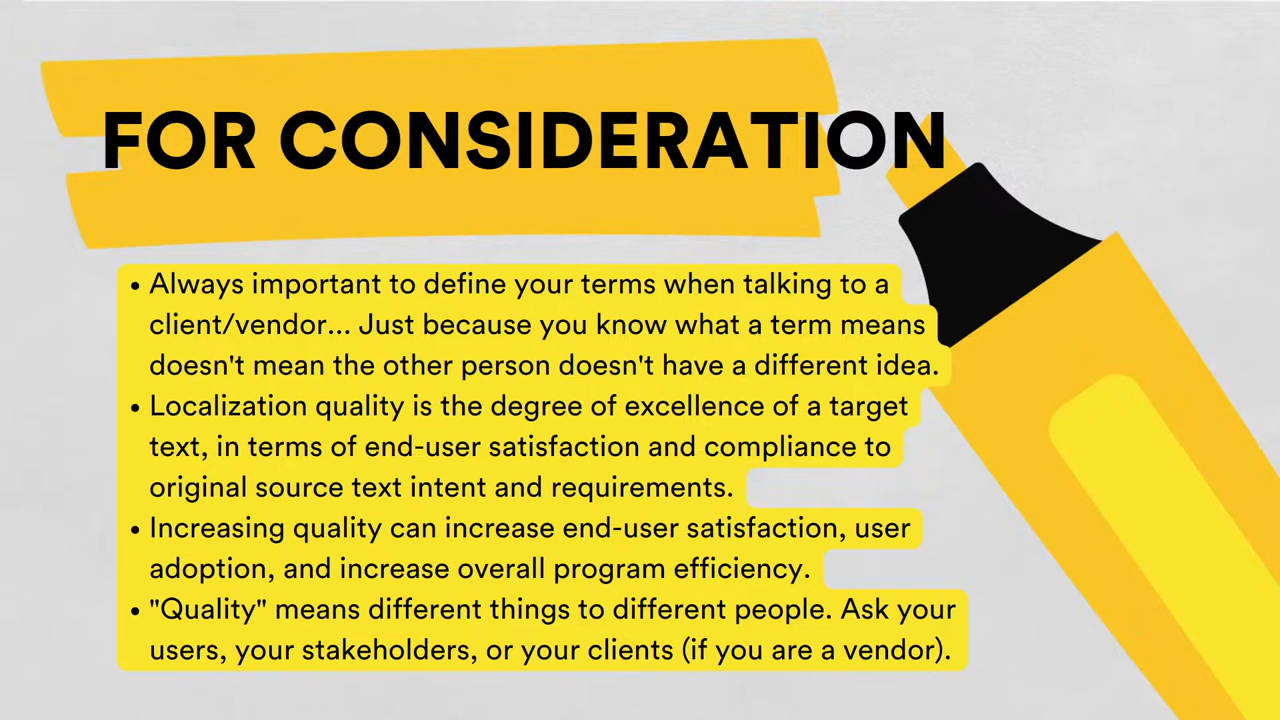 FOR CONSIDERATION
• Always important to define your terms when talking to a
client/vendor... Just because you know what a term means
doesn't mean the other person doesn't have a different idea.
• Localization quality is the degree of excellence of a target
text, in terms of end-user satisfaction and compliance to
original source text intent and requirements.
• Increasing quality can increase end-user satisfaction, user
adoption, and increase overall program efficiency.
• "Quality" means different things to different people. Ask your
users, your stakeholders, or your clients (if you are a vendor).